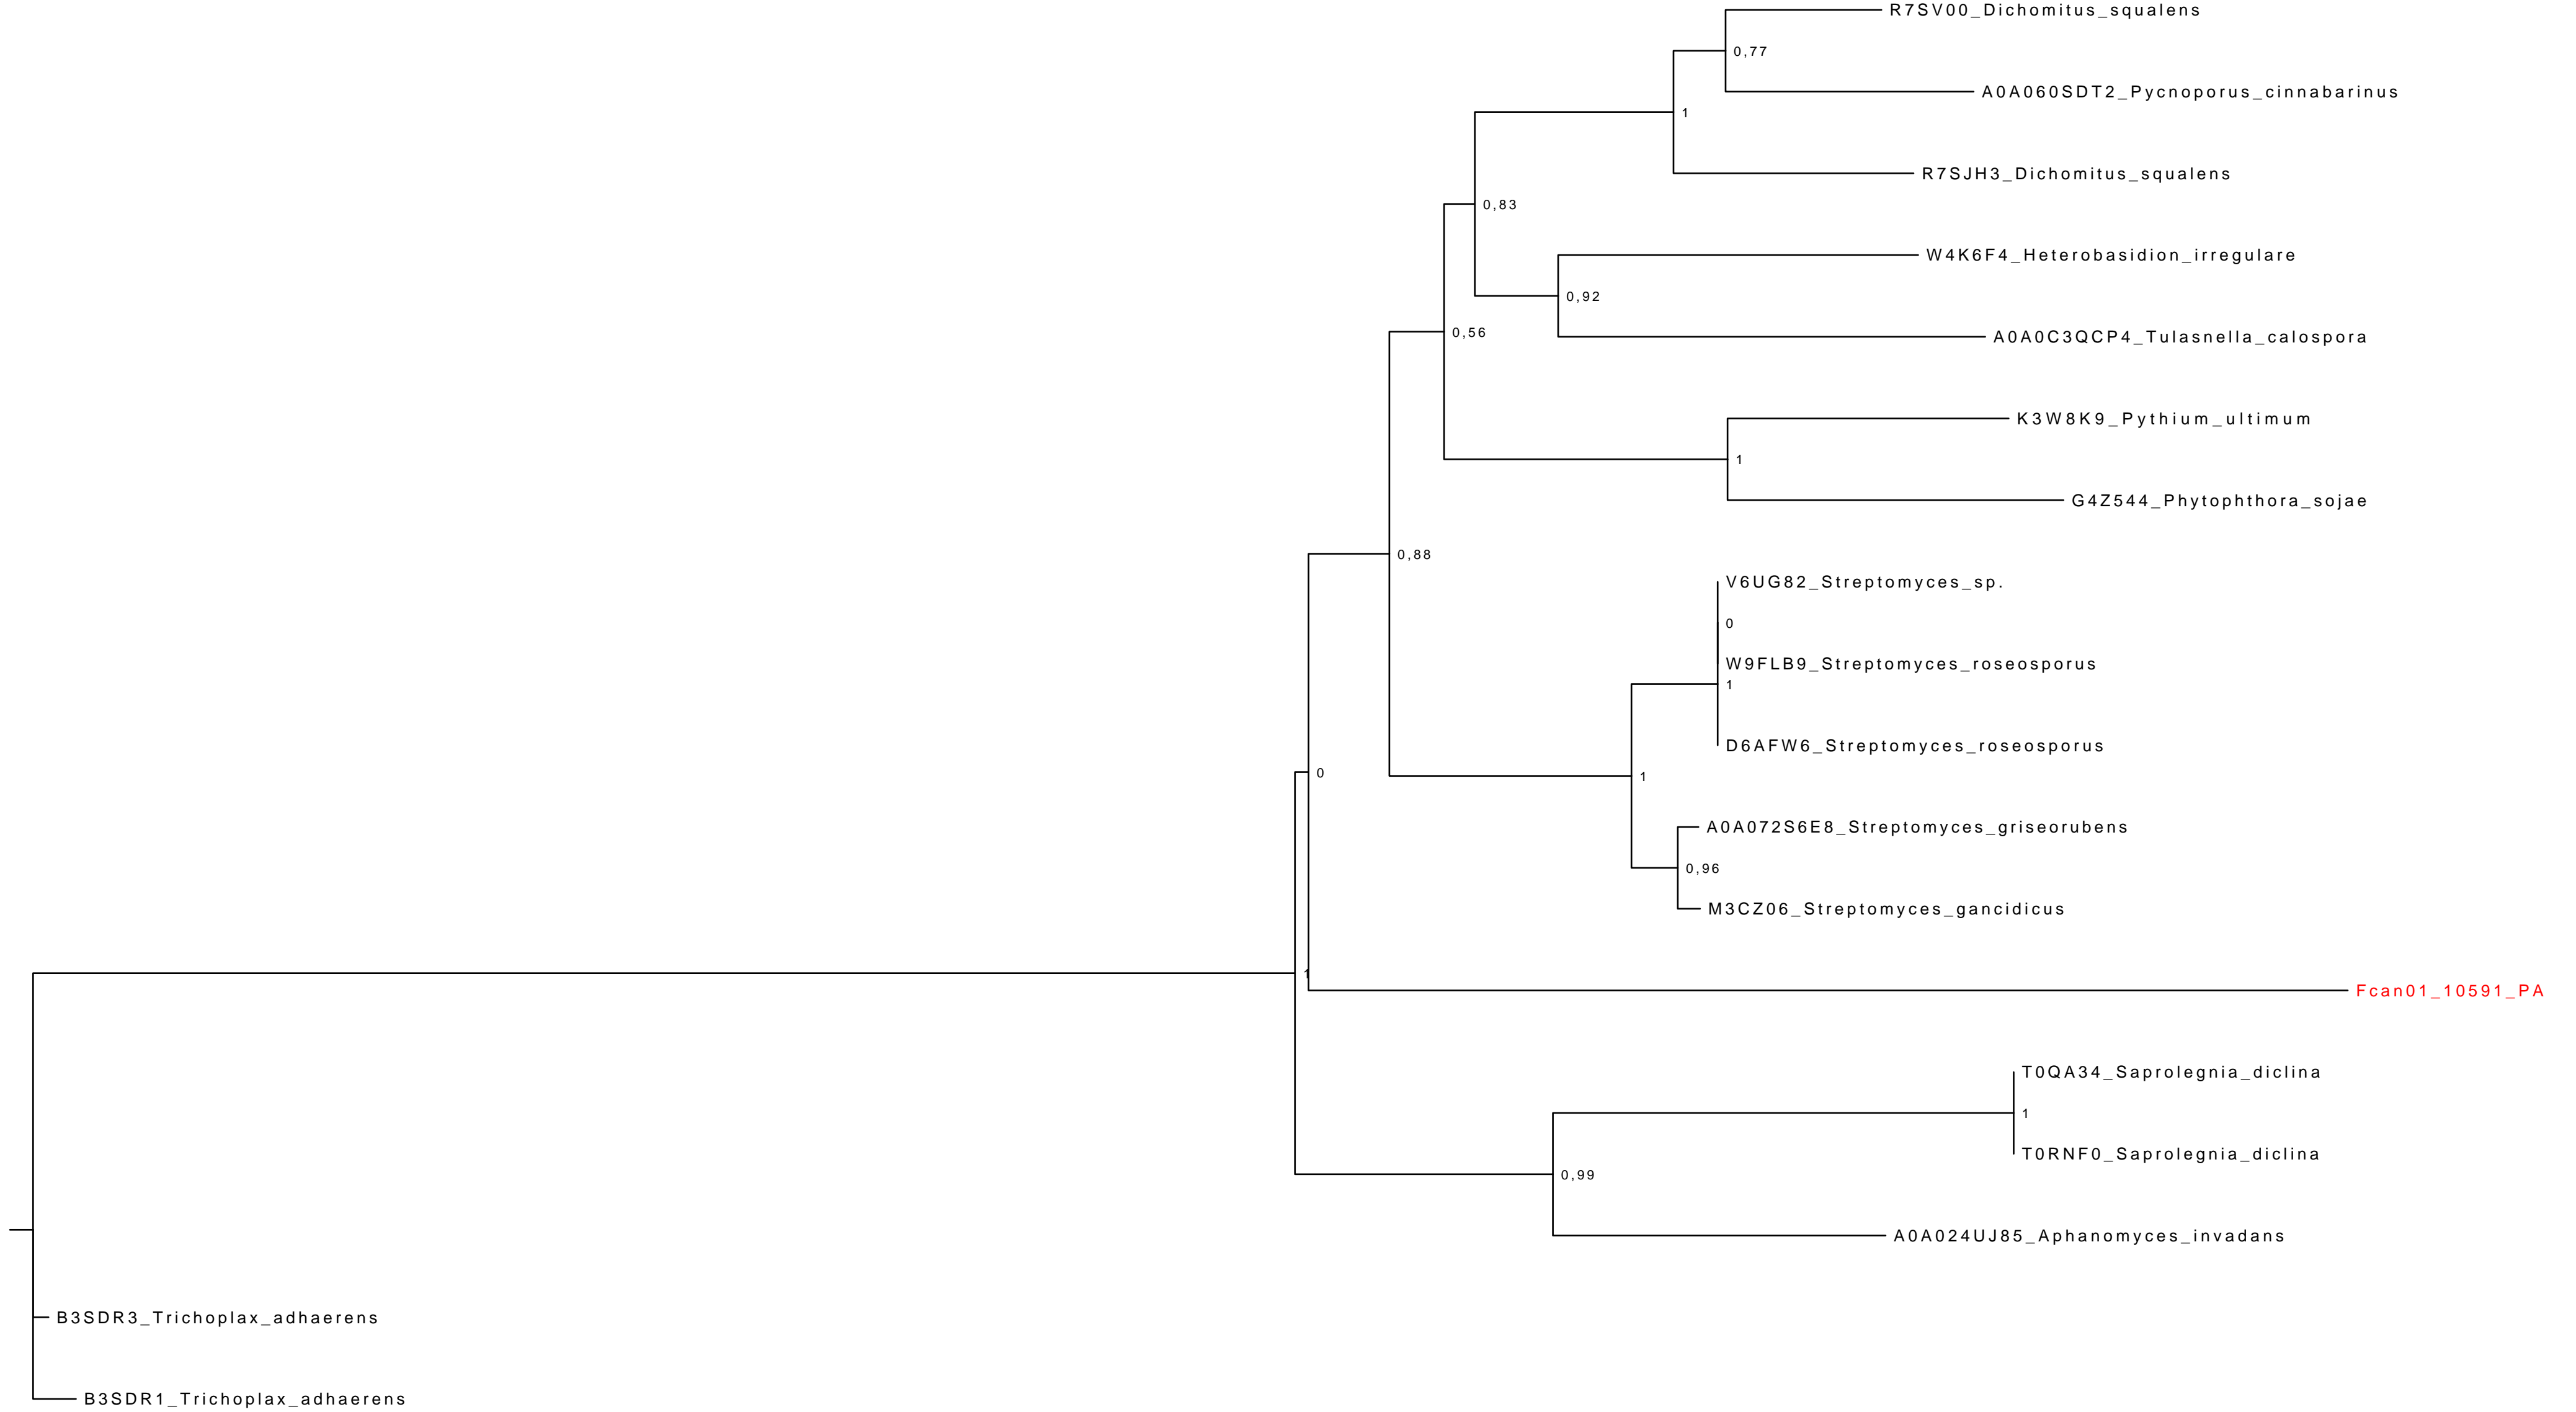 R7SV00_Dichomitus_squalens
0,77
A0A060SDT2_Pycnoporus_cinnabarinus
1
R7SJH3_Dichomitus_squalens
0,83
W4K6F4_Heterobasidion_irregulare
0,92
0,56
A0A0C3QCP4_Tulasnella_calospora
K3W8K9_Pythium_ultimum
1
G4Z544_Phytophthora_sojae
0,88
V6UG82_Streptomyces_sp.
0
W9FLB9_Streptomyces_roseosporus
1
D6AFW6_Streptomyces_roseosporus
0
1
A0A072S6E8_Streptomyces_griseorubens
0,96
M3CZ06_Streptomyces_gancidicus
1
Fcan01_10591_PA
T0QA34_Saprolegnia_diclina
1
T0RNF0_Saprolegnia_diclina
0,99
A0A024UJ85_Aphanomyces_invadans
B3SDR3_Trichoplax_adhaerens
B3SDR1_Trichoplax_adhaerens